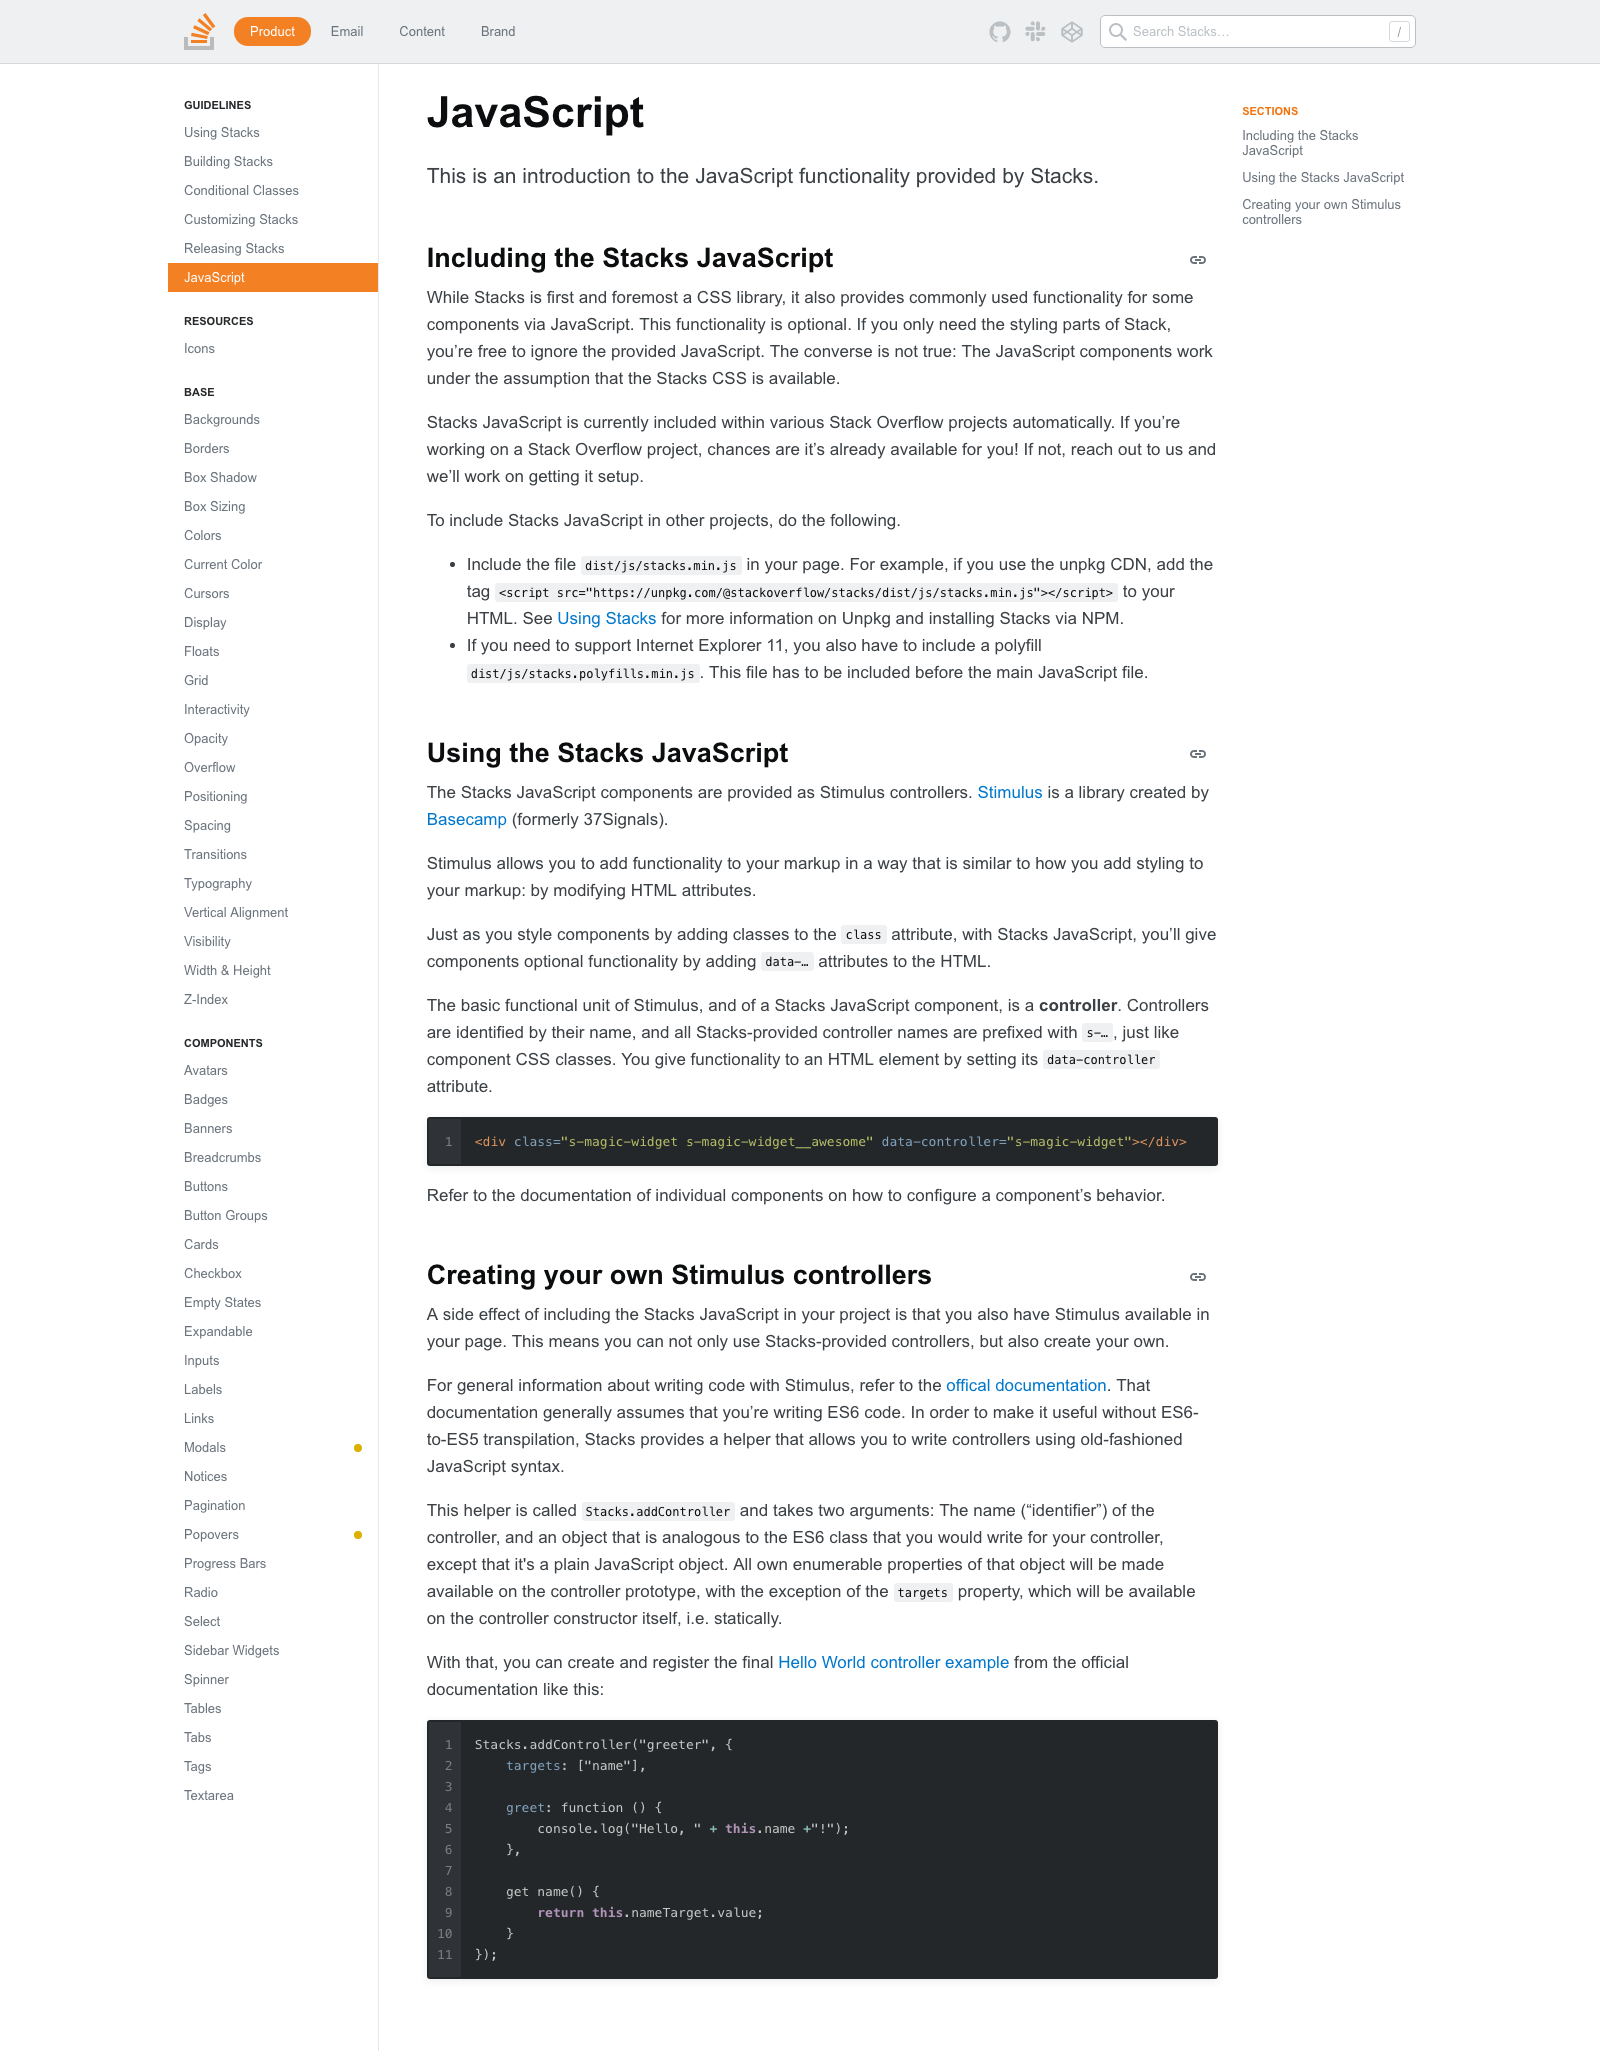 Product Email Content Brand Search Stacks… /
GUIDELINES
Using Stacks
Building Stacks
Conditional Classes
Customizing Stacks
Releasing Stacks
JavaScript
RESOURCES
Icons
BASE
Backgrounds
Borders
Box Shadow
Box Sizing
Colors
Current Color
Cursors
Display
Floats
Grid
Interactivity
Opacity
Overflow
Positioning
Spacing
Transitions
Typography
Vertical Alignment
Visibility
Width & Height
Z-Index
COMPONENTS
Avatars
Badges
Banners
Breadcrumbs
Buttons
Button Groups
Cards
Checkbox
Empty States
Expandable
Inputs
Labels
Links
Modals
Notices
Pagination
Popovers
Progress Bars
Radio
Select
Sidebar Widgets
Spinner
Tables
Tabs
Tags
Textarea
JavaScript
This is an introduction to the JavaScript functionality provided by Stacks.
Including the Stacks JavaScript
While Stacks is first and foremost a CSS library, it also provides commonly used functionality for some
components via JavaScript. This functionality is optional. If you only need the styling parts of Stack,
you’re free to ignore the provided JavaScript. The converse is not true: The JavaScript components work
under the assumption that the Stacks CSS is available.
Stacks JavaScript is currently included within various Stack Overflow projects automatically. If you’re
working on a Stack Overflow project, chances are it’s already available for you! If not, reach out to us and
we’ll work on getting it setup.
To include Stacks JavaScript in other projects, do the following.
• Include the file dist/js/stacks.min.js in your page. For example, if you use the unpkg CDN, add the
tag <script src="https://unpkg.com/@stackoverflow/stacks/dist/js/stacks.min.js"></script> to your
HTML. See Using Stacks for more information on Unpkg and installing Stacks via NPM.
• If you need to support Internet Explorer 11, you also have to include a polyfill
dist/js/stacks.polyfills.min.js. This file has to be included before the main JavaScript file.
Using the Stacks JavaScript
The Stacks JavaScript components are provided as Stimulus controllers. Stimulus is a library created by
Basecamp (formerly 37Signals).
Stimulus allows you to add functionality to your markup in a way that is similar to how you add styling to
your markup: by modifying HTML attributes.
Just as you style components by adding classes to the class attribute, with Stacks JavaScript, you’ll give
components optional functionality by adding data-… attributes to the HTML.
The basic functional unit of Stimulus, and of a Stacks JavaScript component, is a controller. Controllers
are identified by their name, and all Stacks-provided controller names are prefixed with s-…, just like
component CSS classes. You give functionality to an HTML element by setting its data-controller
attribute.
1 <div class="s-magic-widget s-magic-widget__awesome" data-controller="s-magic-widget"></div>
Refer to the documentation of individual components on how to configure a component’s behavior.
Creating your own Stimulus controllers
A side effect of including the Stacks JavaScript in your project is that you also have Stimulus available in
your page. This means you can not only use Stacks-provided controllers, but also create your own.
For general information about writing code with Stimulus, refer to the offical documentation. That
documentation generally assumes that you’re writing ES6 code. In order to make it useful without ES6-
to-ES5 transpilation, Stacks provides a helper that allows you to write controllers using old-fashioned
JavaScript syntax.
This helper is called Stacks.addController and takes two arguments: The name (“identifier”) of the
controller, and an object that is analogous to the ES6 class that you would write for your controller,
except that it's a plain JavaScript object. All own enumerable properties of that object will be made
available on the controller prototype, with the exception of the targets property, which will be available
on the controller constructor itself, i.e. statically.
With that, you can create and register the final Hello World controller example from the official
documentation like this:
1 Stacks.addController("greeter", {
2 targets: ["name"],
3
4 greet: function () {
5 console.log("Hello, " + this.name +"!");
6 },
7
8 get name() {
9 return this.nameTarget.value;
10 }
11 });
SECTIONS
Including the Stacks
JavaScript
Using the Stacks JavaScript
Creating your own Stimulus
controllers